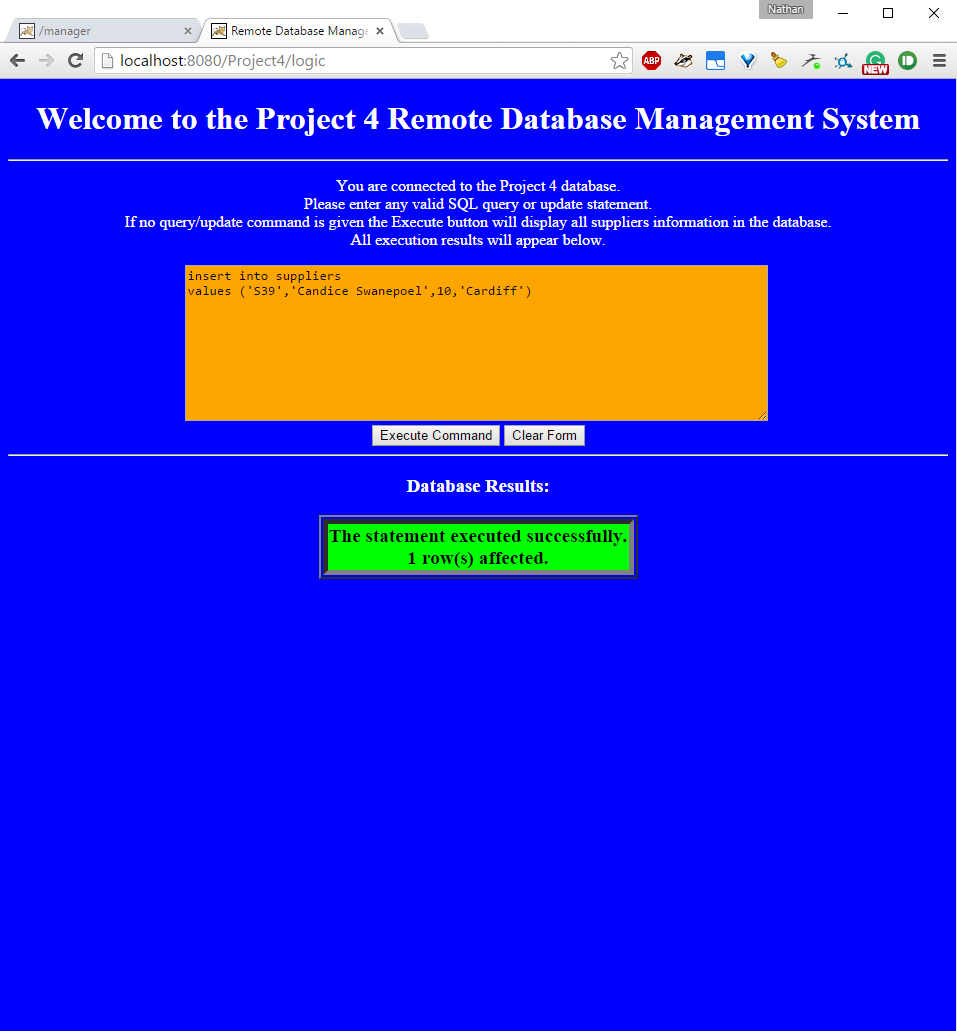 Nathan
/manager
Remote Database Manage
localhost:8080/Project4/logic
ABP
NEW
Welcome to the Project 4 Remote Database Management System
You are connected to the Project 4 database.
Please enter any valid SQL query or update statement.
If no query/update command is given the Execute button will display all suppliers information in the database.
All execution results will appear below.
insert into suppliers
values ('S39','Candice Swanepoel',10,'Cardiff')
Execute Command Clear Form
Database Results:
The statement executed successfully.
1 row(s) affected.